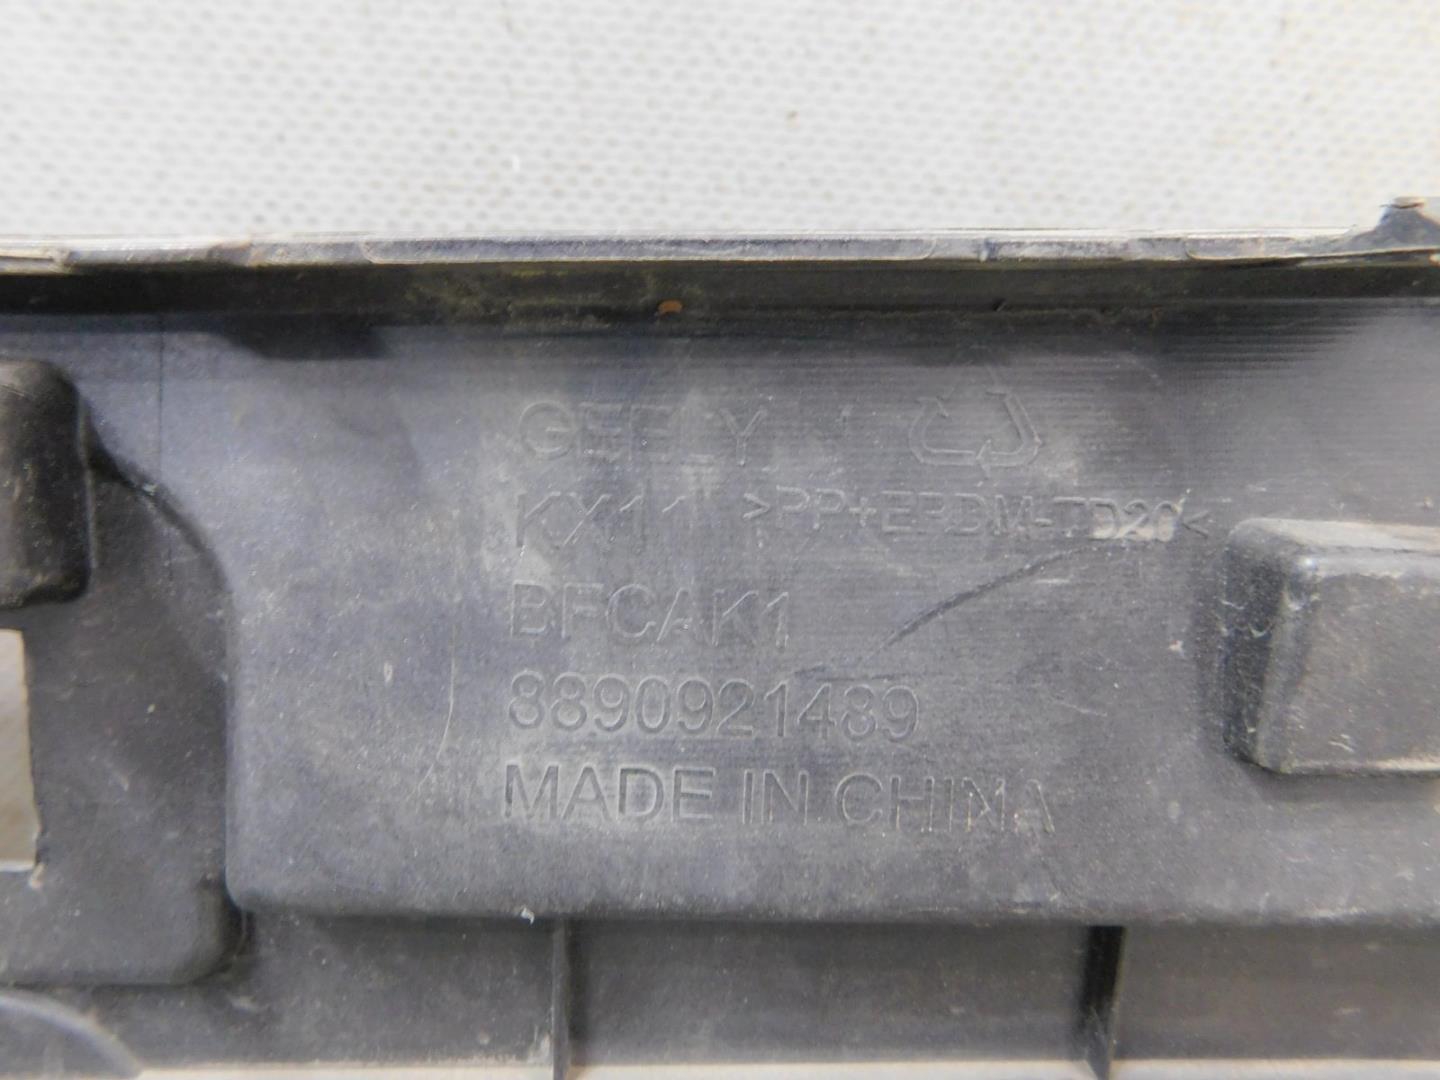 GEELY
KX11 >PP+EPDM-TD20<
BFCAK1
8890921489
MADE IN CHINA